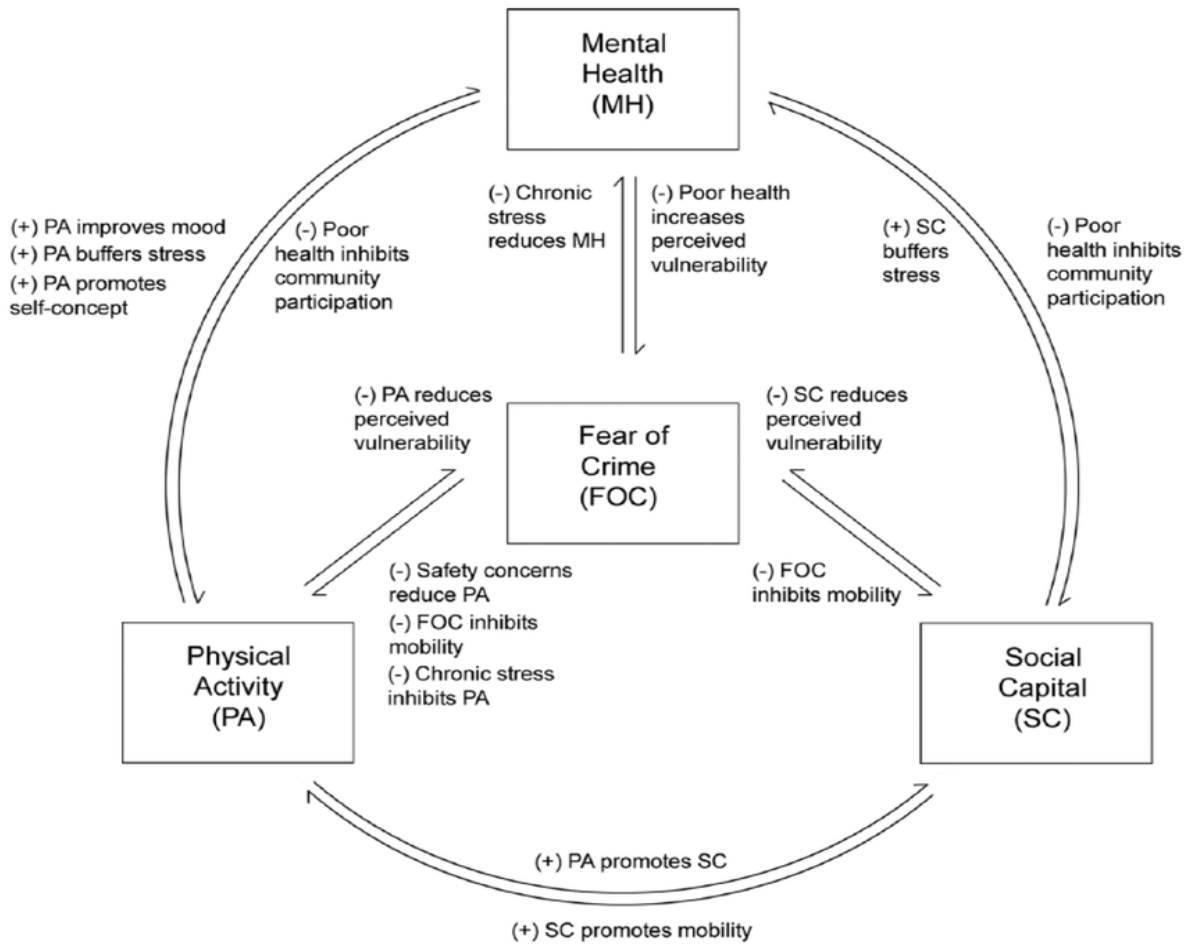 Mental
Health
(MH)
(+) PA improves mood
(+) PA buffers stress
(+) PA promotes
self-concept
(-) Poor
health inhibits
community
participation
(-) Chronic
stress
reduces MH
(-) Poor health
increases
perceived
vulnerability
(+) SC
buffers
stress
(-) Poor
health inhibits
community
participation
(-) PA reduces
perceived
vulnerability
Fear of
Crime
(FOC)
(-) SC reduces
perceived
vulnerability
(-) Safety concerns
reduce PA
(-) FOC inhibits
mobility
(-) Chronic stress
inhibits PA
(-) FOC
inhibits mobility
Physical
Activity
(PA)
Social
Capital
(SC)
(+) PA promotes SC
(+) SC promotes mobility